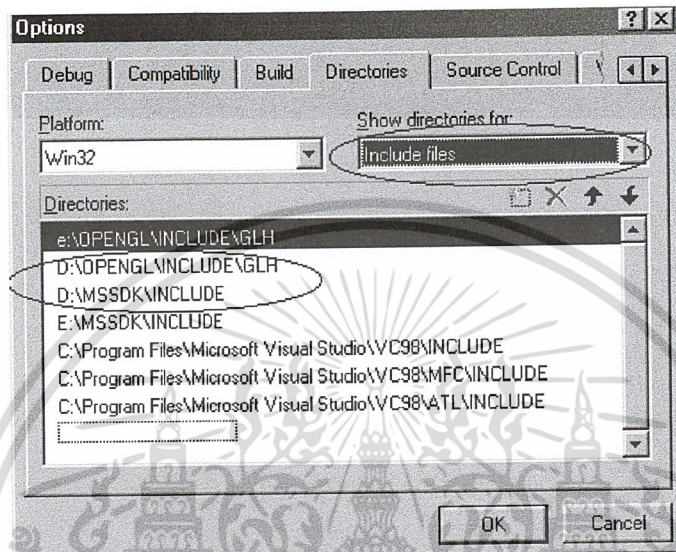 Options
Debug Compatibility Build Directories Source Control
Platform: Show directories for:
Win32 Include files
Directories:
e:\OPENGL\INCLUDE\GLH
D:\OPENGL\INCLUDE\GLH
D:\MSSDK\INCLUDE
E:\MSSDK\INCLUDE
C:\Program Files\Microsoft Visual Studio\VC98\INCLUDE
C:\Program Files\Microsoft Visual Studio\VC98\MFC\INCLUDE
C:\Program Files\Microsoft Visual Studio\VC98\ATL\INCLUDE
OK Cancel